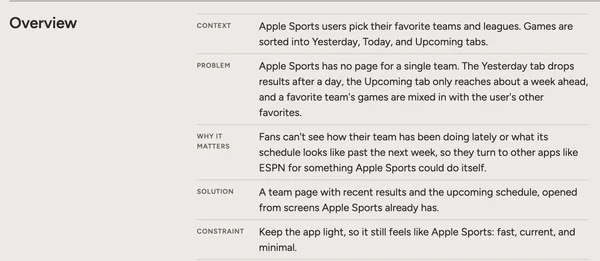 Overview
CONTEXT
Apple Sports users pick their favorite teams and leagues. Games are
sorted into Yesterday, Today, and Upcoming tabs.
PROBLEM
Apple Sports has no page for a single team. The Yesterday tab drops
results after a day, the Upcoming tab only reaches about a week ahead,
and a favorite team's games are mixed in with the user's other
favorites.
WHY IT
MATTERS
Fans can't see how their team has been doing lately or what its
schedule looks like past the next week, so they turn to other apps like
ESPN for something Apple Sports could do itself.
SOLUTION
A team page with recent results and the upcoming schedule, opened
from screens Apple Sports already has.
CONSTRAINT
Keep the app light, so it still feels like Apple Sports: fast, current, and
minimal.